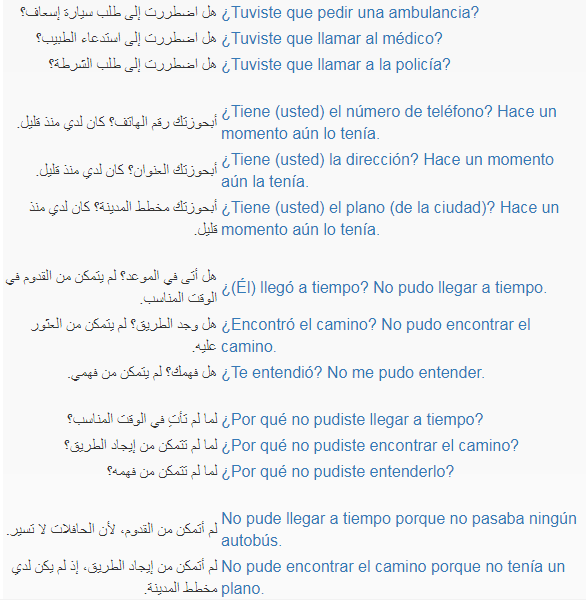 هل اضطررت إلى طلب سيارة إسعاف؟ ¿Tuviste que pedir una ambulancia?
هل اضطررت إلى استدعاء الطبيب؟ ¿Tuviste que llamar al médico?
هل اضطررت إلى طلب الشرطة؟ ¿Tuviste que llamar a la policía?
أبحوزتك رقم الهاتف؟ كان لدي منذ قليل.
¿Tiene (usted) el número de teléfono? Hace un
momento aún lo tenía.
أبحوزتك العنوان؟ كان لدي منذ قليل.
¿Tiene (usted) la dirección? Hace un momento
aún la tenía.
أبحوزتك مخطط المدينة؟ كان لدي منذ
قليل.
¿Tiene (usted) el plano (de la ciudad)? Hace un
momento aún lo tenía.
هل أتى في الموعد؟ لم يتمكن من القدوم في
الوقت المناسب.
¿(Él) llegó a tiempo? No pudo llegar a tiempo.
هل وجد الطريق؟ لم يتمكن من العثور
عليه.
¿Encontró el camino? No pudo encontrar el
camino.
هل فهمك؟ لم يتمكن من فهمي. ¿Te entendió? No me pudo entender.
لما لم تأتٍ في الوقت المناسب؟ ¿Por qué no pudiste llegar a tiempo?
لما لم تتمكن من إيجاد الطريق؟ ¿Por qué no pudiste encontrar el camino?
لما لم تتمكن من فهمه؟ ¿Por qué no pudiste entenderlo?
لم أتمكن من القدوم، لأن الحافلات لا تسير.
No pude llegar a tiempo porque no pasaba ningún
autobús.
لم أتمكن من إيجاد الطريق، إذ لم يكن لدي
مخطط المدينة.
No pude encontrar el camino porque no tenía un
plano.